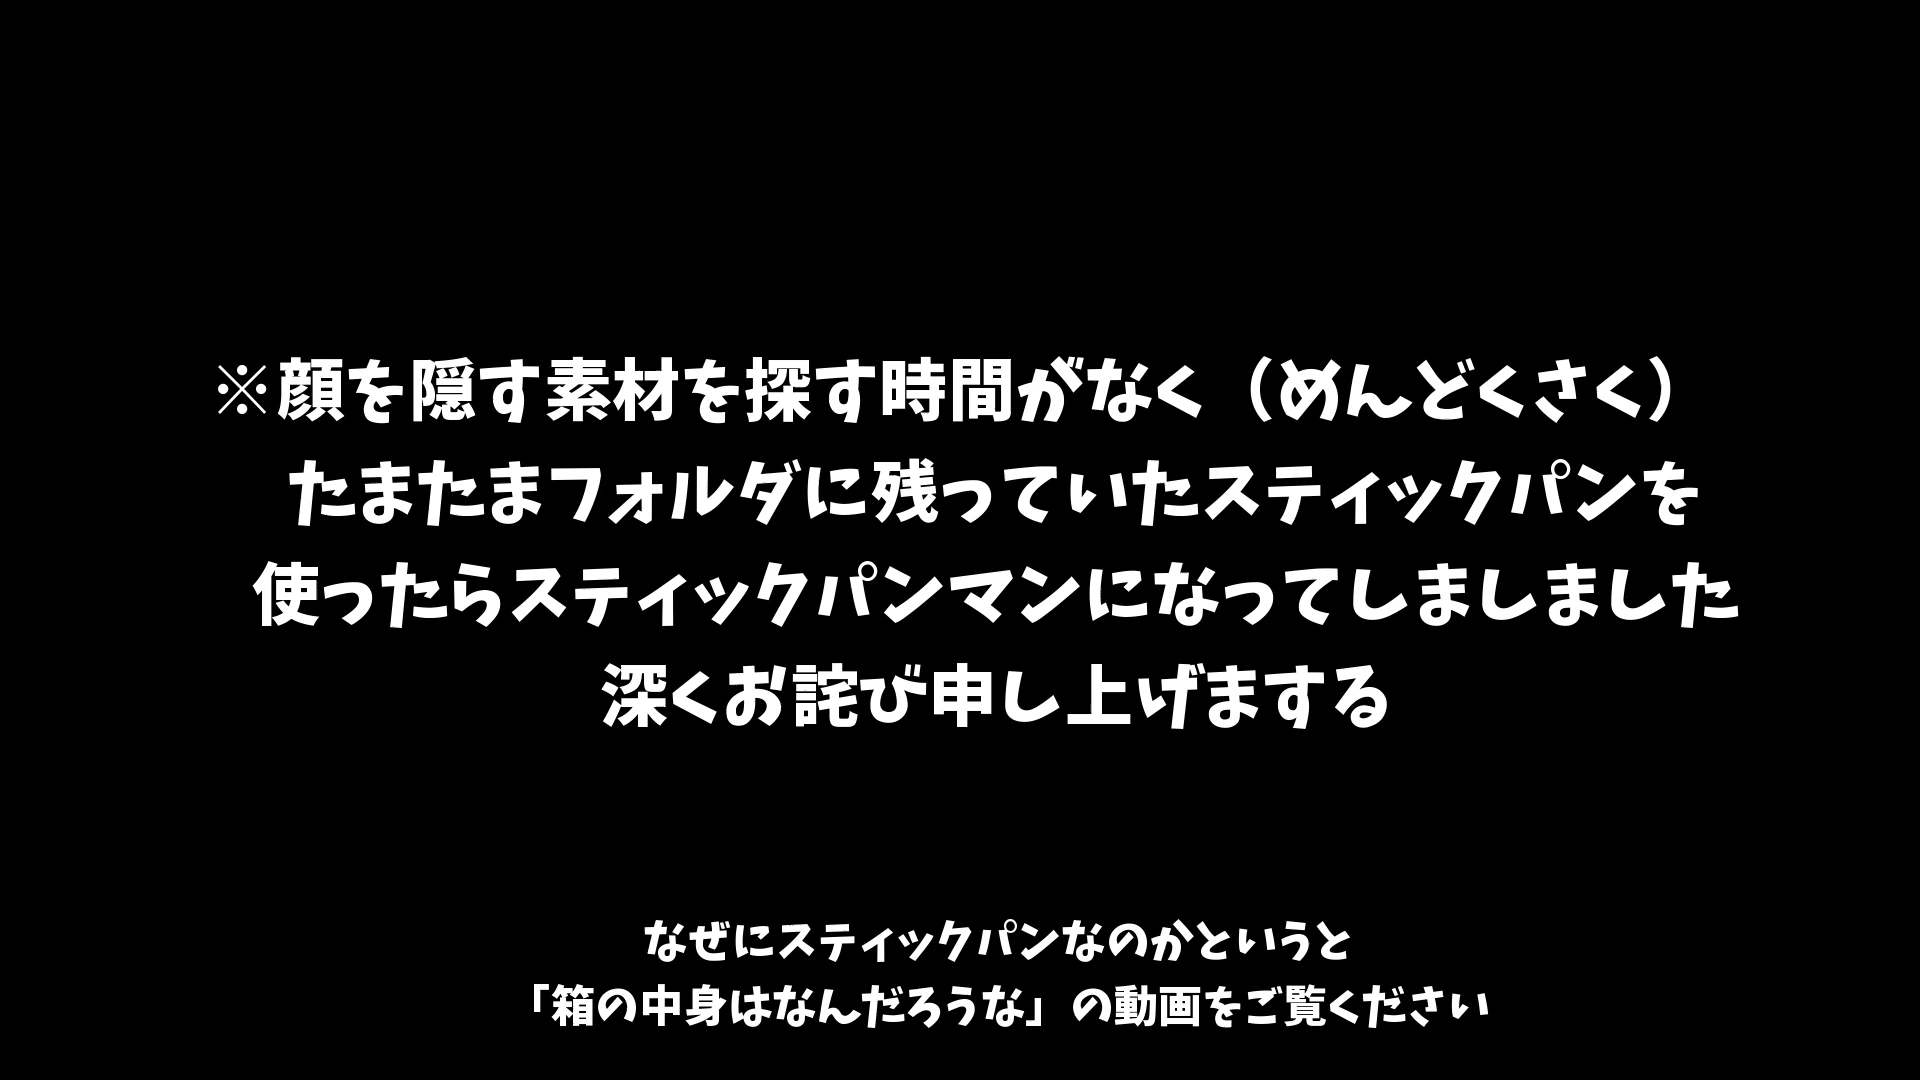 ※顔を隠す素材を探す時間がなく（めんどくさく）
たまたまフォルダに残っていたスティックパンを
使ったらスティックパンマンになってしましました
深くお詫び申し上げまする
なぜにスティックパンなのかというと
「箱の中身はなんだろうな」の動画をご覧ください